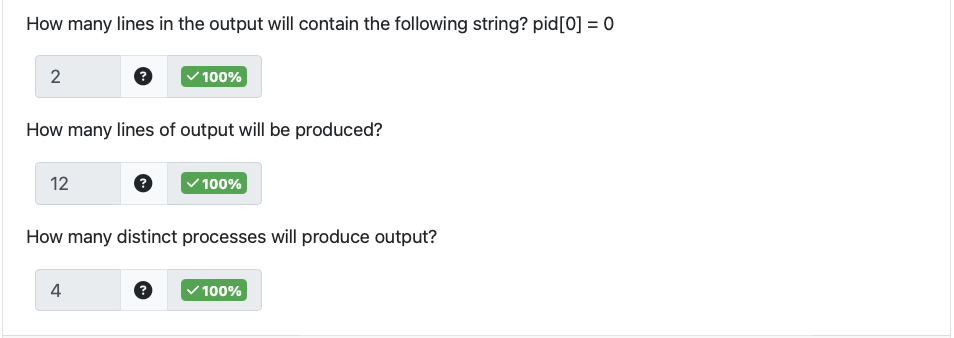 How many lines in the output will contain the following string? pid[0] = 0
2 ? ✓ 100%
How many lines of output will be produced?
12 ? ✓ 100%
How many distinct processes will produce output?
4 ? ✓ 100%